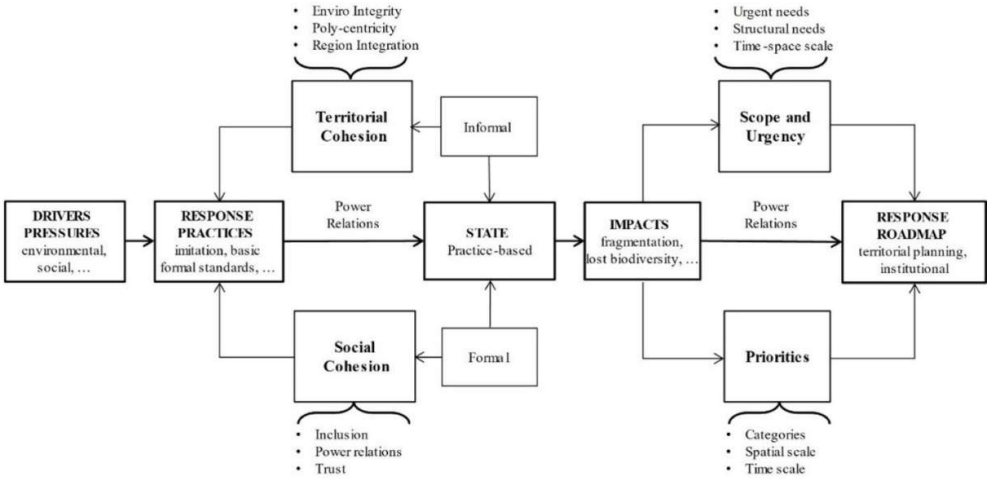 • Enviro Integrity
• Poly-centricity
• Region Integration
• Urgent needs
• Structural needs
• Time -space scale
Territorial
Cohesion
Informal
Scope and
Urgency
DRIVERS
PRESSURES
environmental,
social, …
RESPONSE
PRACTICES
imitation, basic
formal standards, …
Power
Relations
STATE
Practice-based
IMPACTS
fragmentation,
lost biodiversity, …
Power
Relations
RESPONSE
ROADMAP
territorial planning,
institutional
Social
Cohesion
Formal
Priorities
• Inclusion
• Power relations
• Trust
• Categories
• Spatial scale
• Time scale